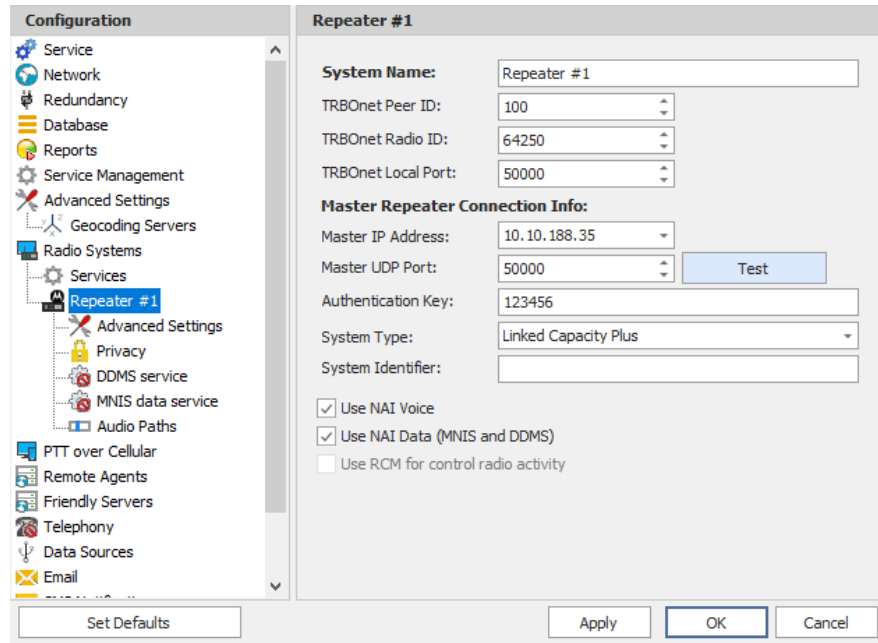 Configuration
Service
Network
Redundancy
Database
Reports
Service Management
Advanced Settings
Geocoding Servers
Radio Systems
Services
Repeater #1
Advanced Settings
Privacy
DDMS service
MNIS data service
Audio Paths
PTT over Cellular
Remote Agents
Friendly Servers
Telephony
Data Sources
Email
Set Defaults
Repeater #1
System Name: Repeater #1
TRBOnet Peer ID: 100
TRBOnet Radio ID: 64250
TRBOnet Local Port: 50000
Master Repeater Connection Info:
Master IP Address: 10.10.188.35
Master UDP Port: 50000 Test
Authentication Key: 123456
System Type: Linked Capacity Plus
System Identifier:
Use NAI Voice
Use NAI Data (MNIS and DDMS)
Use RCM for control radio activity
Apply OK Cancel